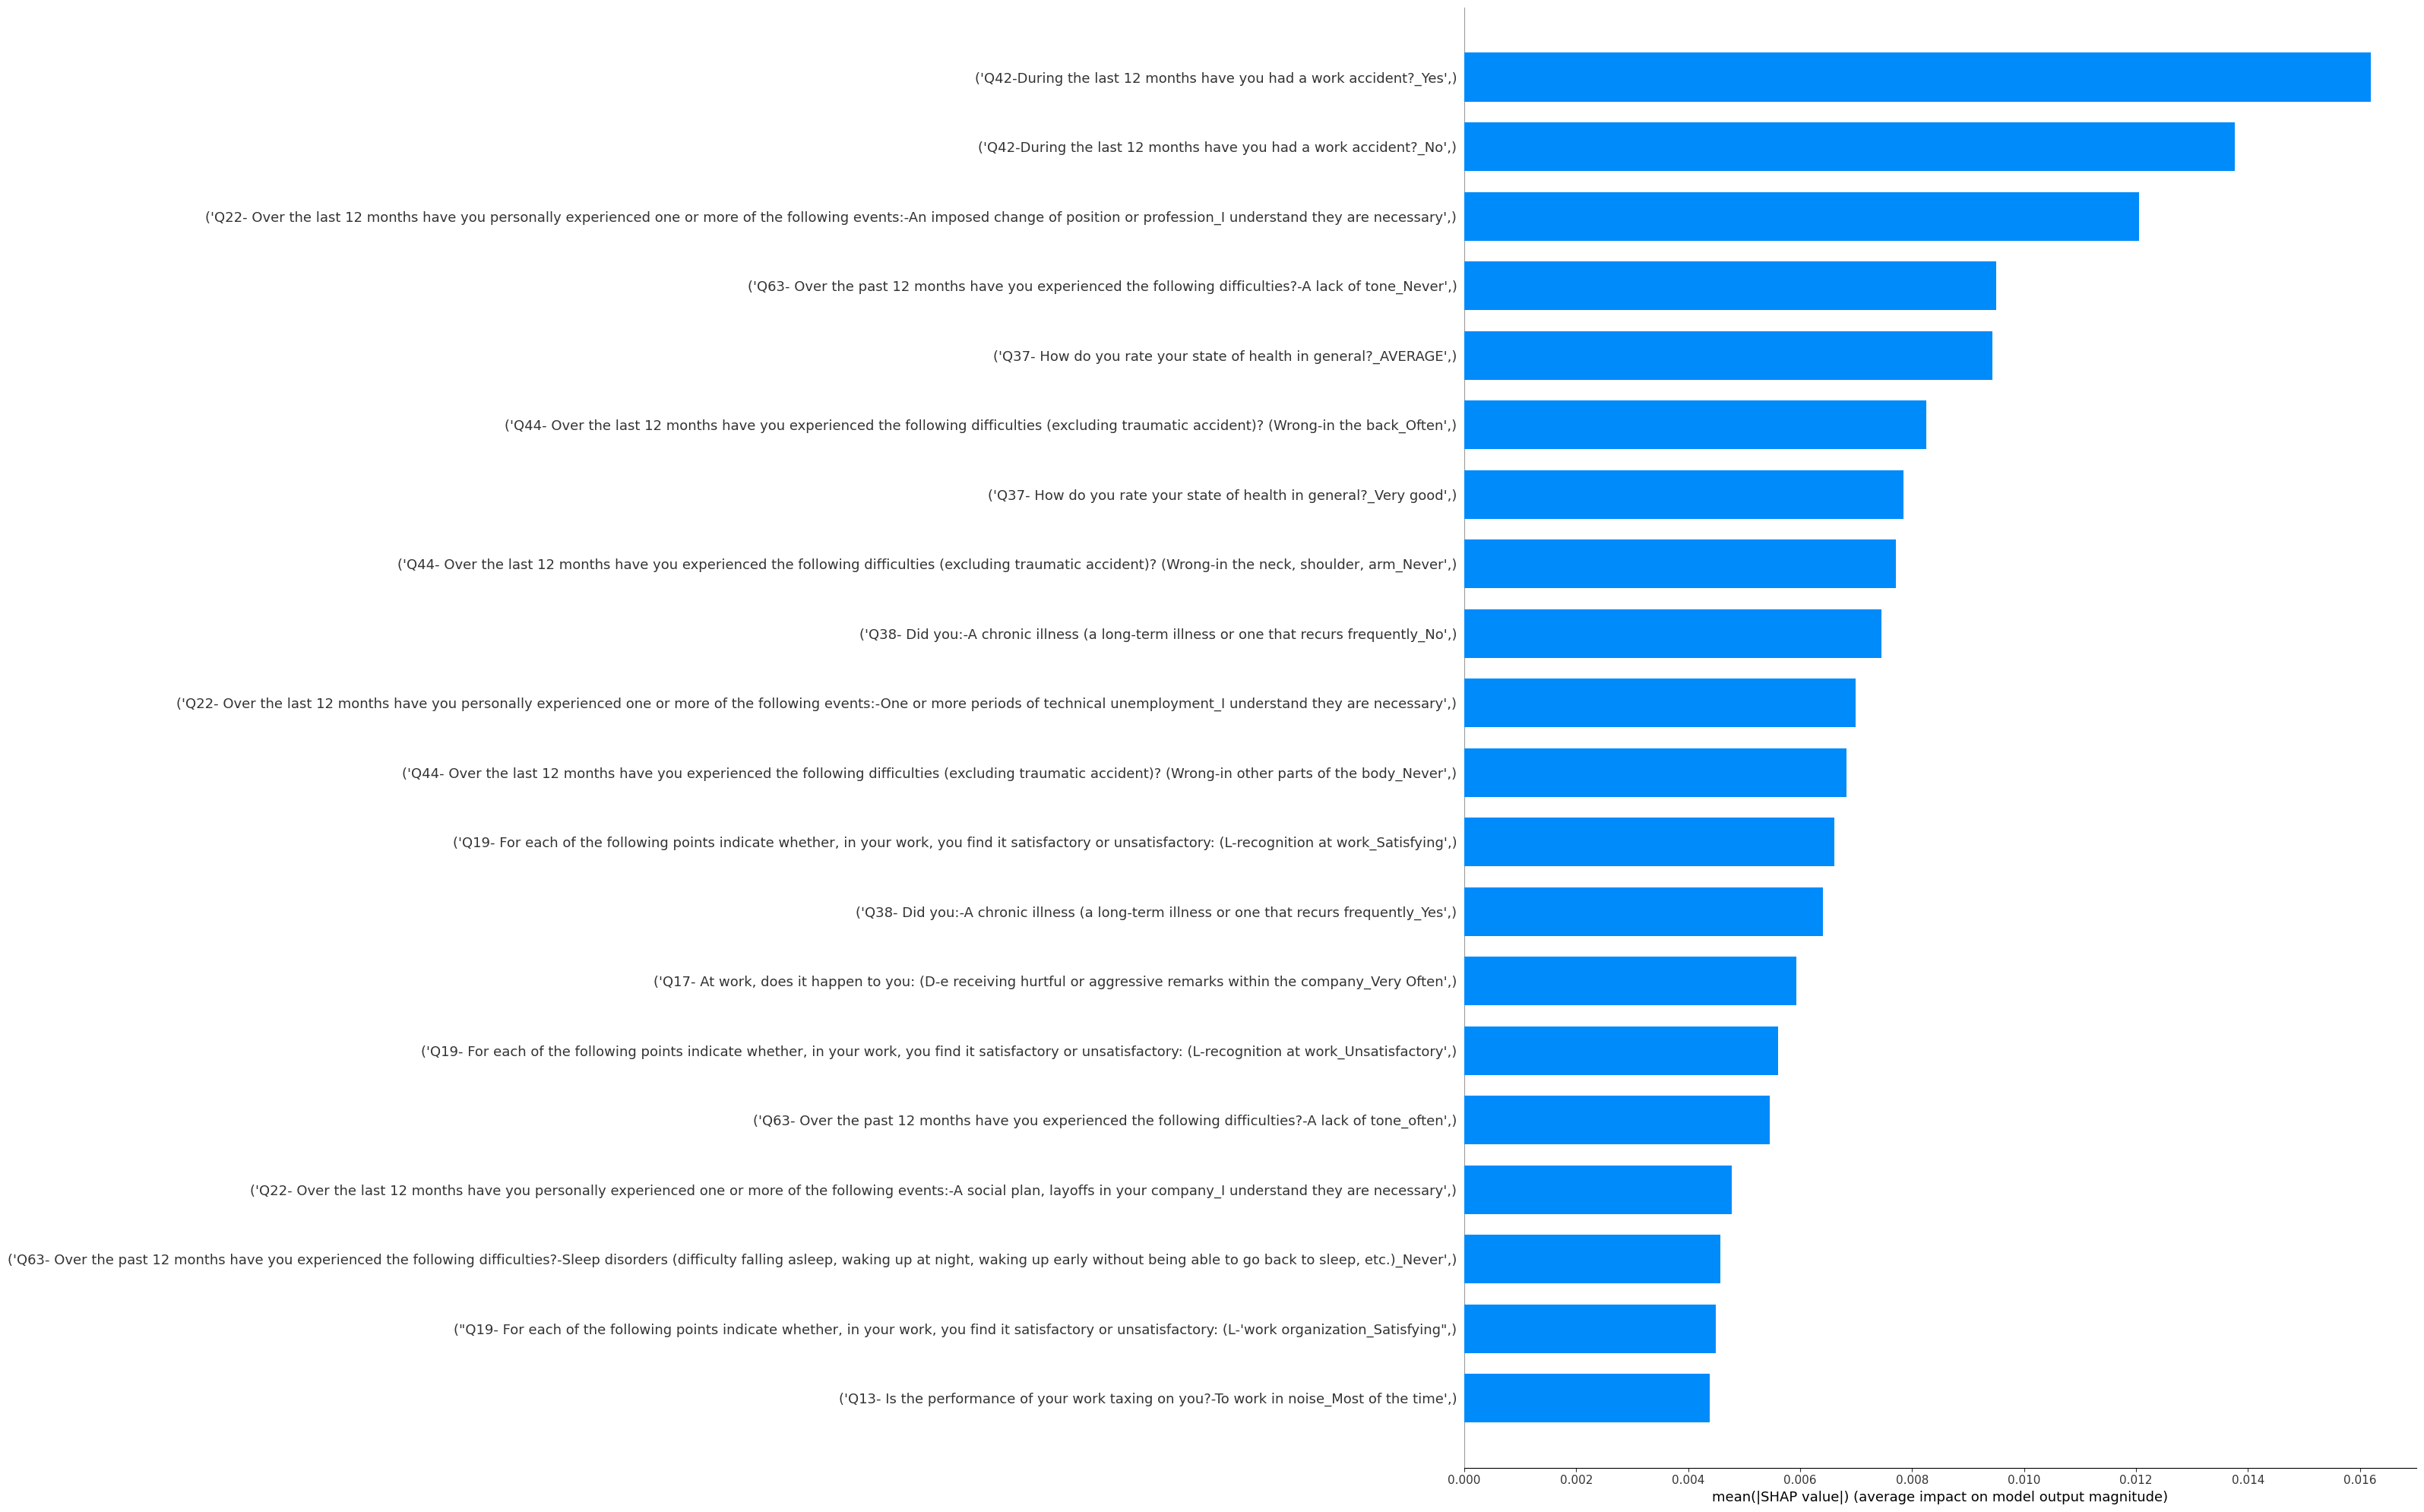 ('Q42-During the last 12 months have you had a work accident?_Yes',)
('Q42-During the last 12 months have you had a work accident?_No',)
('Q22- Over the last 12 months have you personally experienced one or more of the following events:-An imposed change of position or profession_I understand they are necessary',)
('Q63- Over the past 12 months have you experienced the following difficulties?-A lack of tone_Never',)
('Q37- How do you rate your state of health in general?_AVERAGE',)
('Q44- Over the last 12 months have you experienced the following difficulties (excluding traumatic accident)? (Wrong-in the back_Often',)
('Q37- How do you rate your state of health in general?_Very good',)
('Q44- Over the last 12 months have you experienced the following difficulties (excluding traumatic accident)? (Wrong-in the neck, shoulder, arm_Never',)
('Q38- Did you:-A chronic illness (a long-term illness or one that recurs frequently_No',)
('Q22- Over the last 12 months have you personally experienced one or more of the following events:-One or more periods of technical unemployment_I understand they are necessary',)
('Q44- Over the last 12 months have you experienced the following difficulties (excluding traumatic accident)? (Wrong-in other parts of the body_Never',)
('Q19- For each of the following points indicate whether, in your work, you find it satisfactory or unsatisfactory: (L-recognition at work_Satisfying',)
('Q38- Did you:-A chronic illness (a long-term illness or one that recurs frequently_Yes',)
('Q17- At work, does it happen to you: (D-e receiving hurtful or aggressive remarks within the company_Very Often',)
('Q19- For each of the following points indicate whether, in your work, you find it satisfactory or unsatisfactory: (L-recognition at work_Unsatisfactory',)
('Q63- Over the past 12 months have you experienced the following difficulties?-A lack of tone_often',)
('Q22- Over the last 12 months have you personally experienced one or more of the following events:-A social plan, layoffs in your company_I understand they are necessary',)
('Q63- Over the past 12 months have you experienced the following difficulties?-Sleep disorders (difficulty falling asleep, waking up at night, waking up early without being able to go back to sleep, etc.)_Never',)
("Q19- For each of the following points indicate whether, in your work, you find it satisfactory or unsatisfactory: (L-'work organization_Satisfying",)
('Q13- Is the performance of your work taxing on you?-To work in noise_Most of the time',)
0.000 0.002 0.004 0.006 0.008 0.010 0.012 0.014 0.016
mean(|SHAP value|) (average impact on model output magnitude)